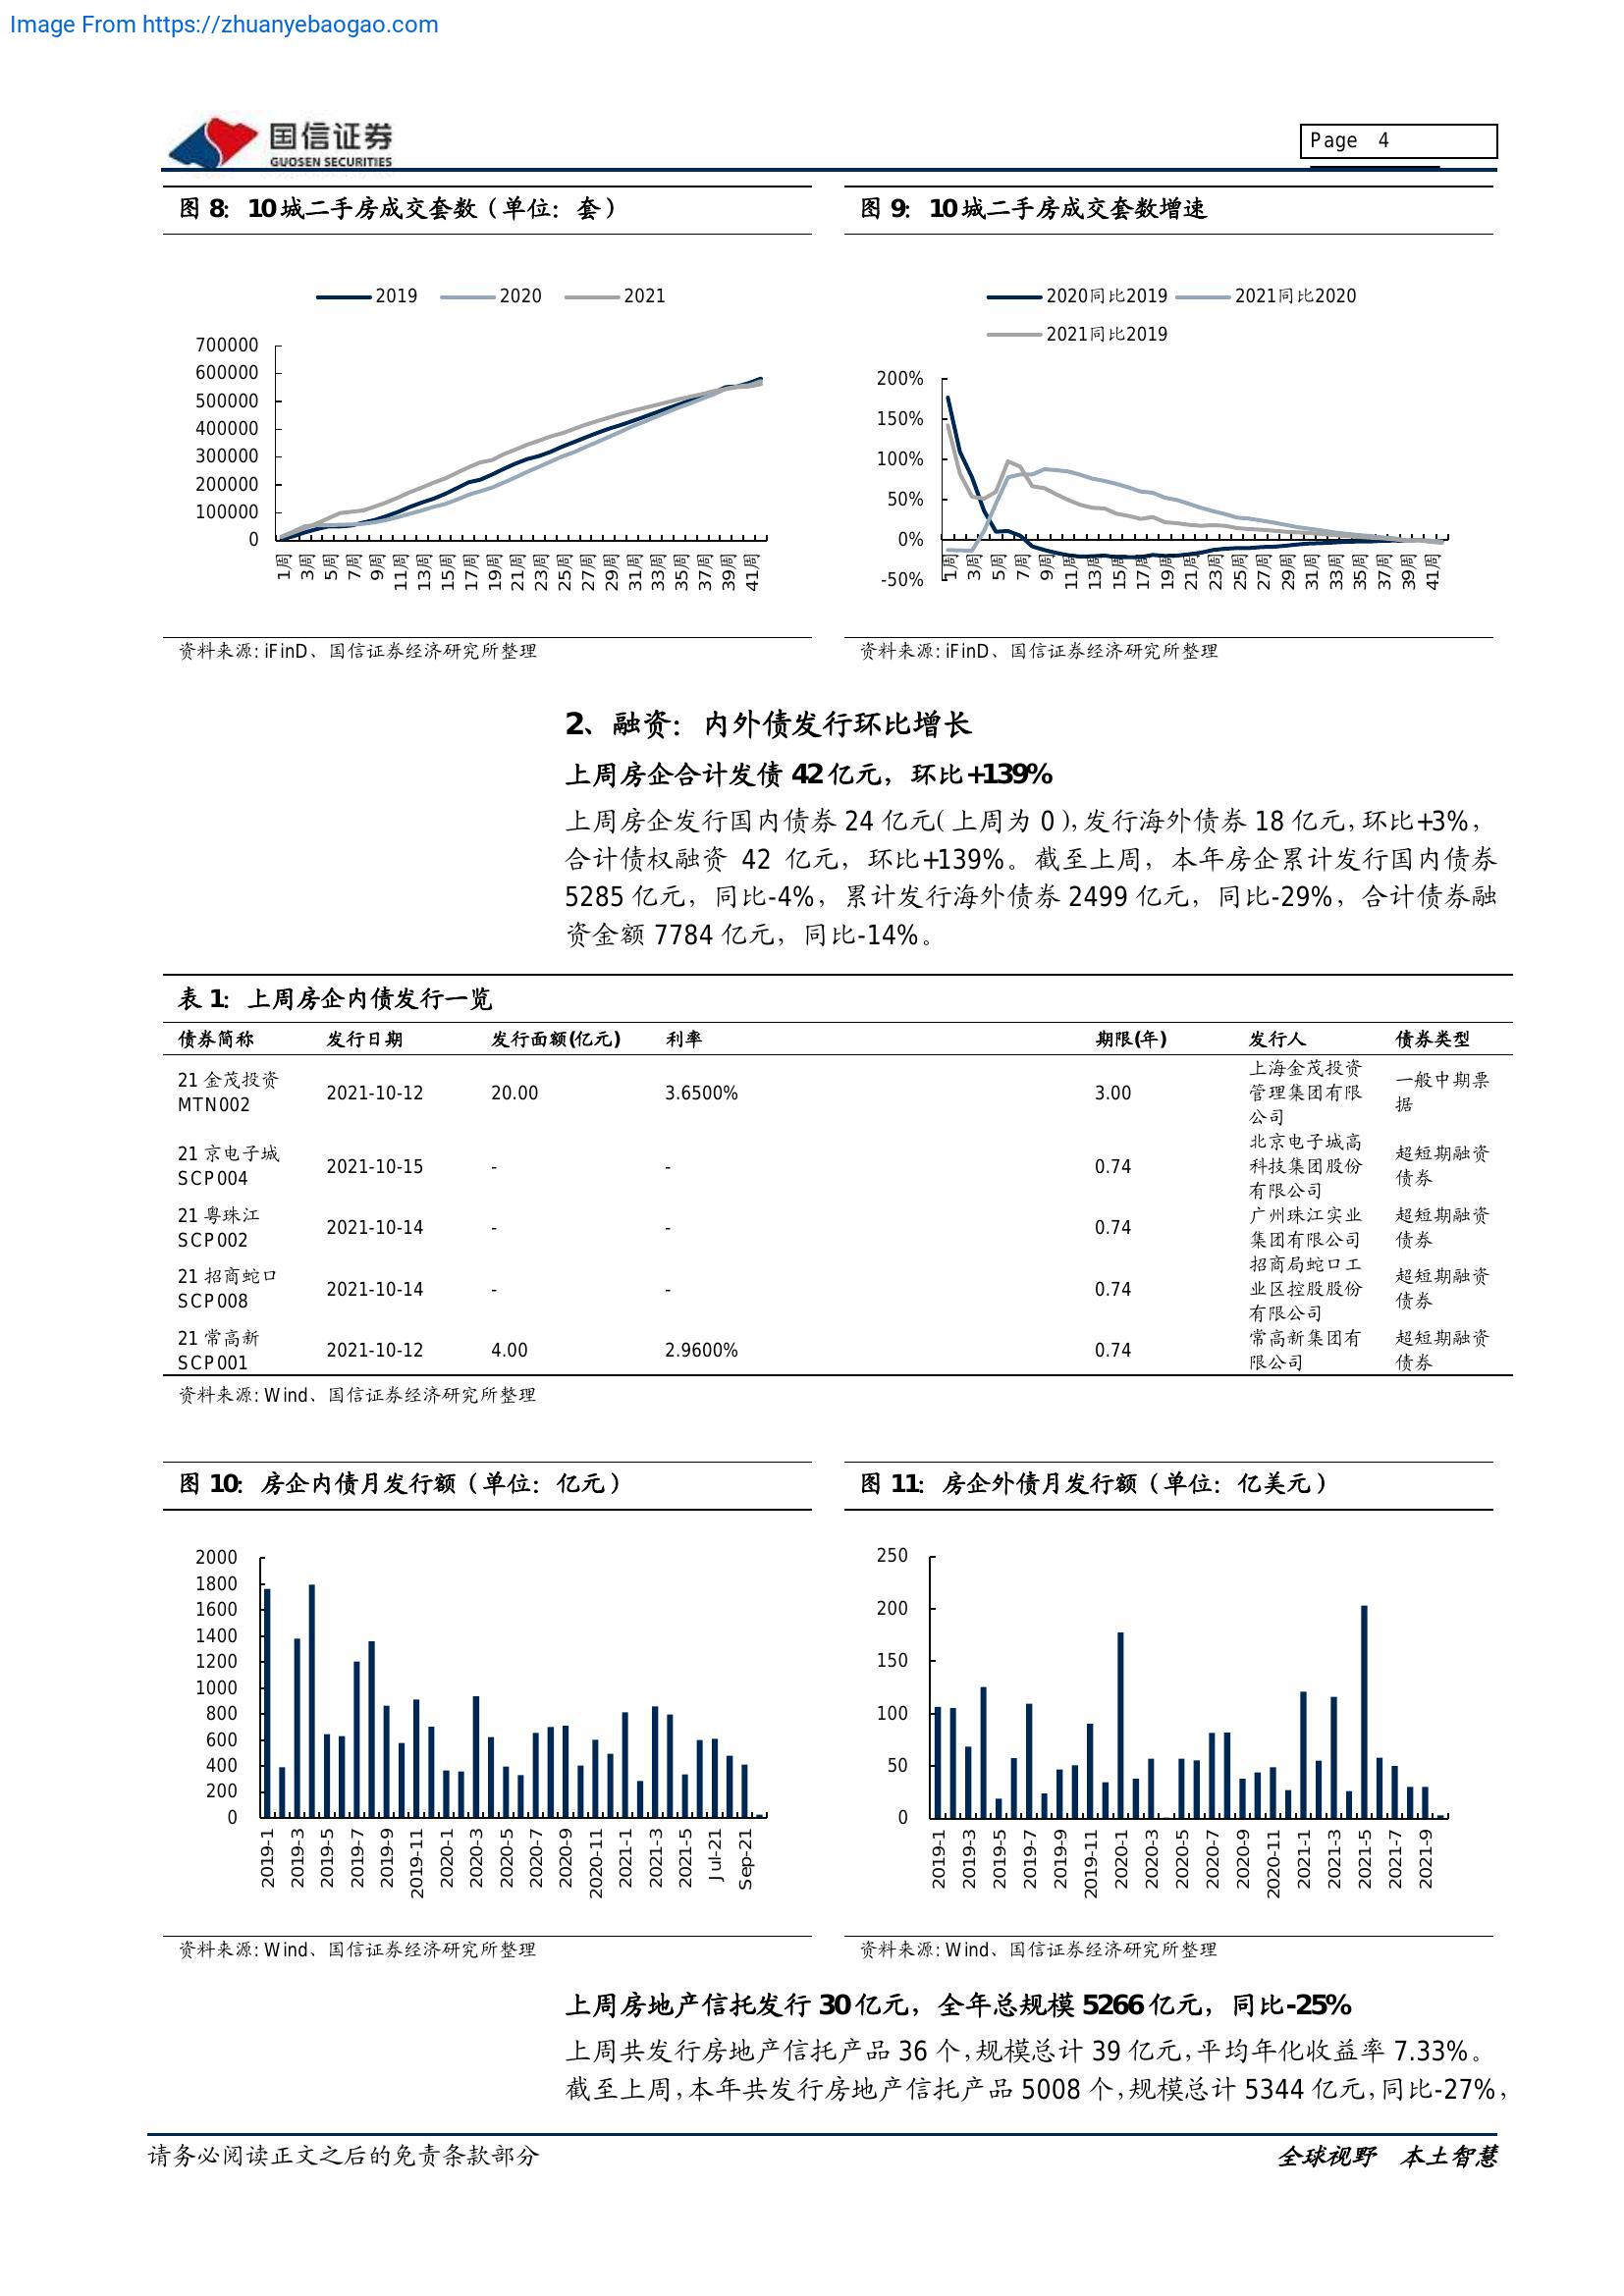 Image From https://zhuanyebaogao.com
国信证券
GUOSEN SECURITIES
Page 4
图 8：10 城二手房成交套数（单位：套）
2019 2020 2021
700000
600000
500000
400000
300000
200000
100000
0
1周 3周 5周 7周 9周 11周 13周 15周 17周 19周 21周 23周 25周 27周 29周 31周 33周 35周 37周 39周 41周
资料来源: iFinD、国信证券经济研究所整理
图 9：10 城二手房成交套数增速
2020同比2019 2021同比2020
2021同比2019
200%
150%
100%
50%
0%
-50%
1周 3周 5周 7周 9周 11周 13周 15周 17周 19周 21周 23周 25周 27周 29周 31周 33周 35周 37周 39周 41周
资料来源: iFinD、国信证券经济研究所整理
2、融资：内外债发行环比增长
上周房企合计发债 42 亿元，环比+139%
上周房企发行国内债券 24 亿元（上周为 0），发行海外债券 18 亿元，环比+3%，
合计债权融资 42 亿元，环比+139%。截至上周，本年房企累计发行国内债券
5285 亿元，同比-4%，累计发行海外债券 2499 亿元，同比-29%，合计债券融
资金额 7784 亿元，同比-14%。
表 1：上周房企内债发行一览
债券简称 发行日期 发行面额(亿元) 利率 期限(年) 发行人 债券类型
21 金茂投资
MTN002
2021-10-12 20.00 3.6500% 3.00
上海金茂投资
管理集团有限
公司
一般中期票
据
21 京电子城
SCP004
2021-10-15 - - 0.74
北京电子城高
科技集团股份
有限公司
超短期融资
债券
21 粤珠江
SCP002
2021-10-14 - - 0.74
广州珠江实业
集团有限公司
超短期融资
债券
21 招商蛇口
SCP008
2021-10-14 - - 0.74
招商局蛇口工
业区控股股份
有限公司
超短期融资
债券
21 常高新
SCP001
2021-10-12 4.00 2.9600% 0.74
常高新集团有
限公司
超短期融资
债券
资料来源: Wind、国信证券经济研究所整理
图 10：房企内债月发行额（单位：亿元）
2000
1800
1600
1400
1200
1000
800
600
400
200
0
2019-1 2019-3 2019-5 2019-7 2019-9 2019-11 2020-1 2020-3 2020-5 2020-7 2020-9 2020-11 2021-1 2021-3 2021-5 Jul-21 Sep-21
资料来源: Wind、国信证券经济研究所整理
图 11：房企外债月发行额（单位：亿美元）
250
200
150
100
50
0
2019-1 2019-3 2019-5 2019-7 2019-9 2019-11 2020-1 2020-3 2020-5 2020-7 2020-9 2020-11 2021-1 2021-3 2021-5 2021-7 2021-9
资料来源: Wind、国信证券经济研究所整理
上周房地产信托发行 30 亿元，全年总规模 5266 亿元，同比-25%
上周共发行房地产信托产品 36 个，规模总计 39 亿元，平均年化收益率 7.33%。
截至上周，本年共发行房地产信托产品 5008 个，规模总计 5344 亿元，同比-27%，
请务必阅读正文之后的免责条款部分
全球视野 本土智慧